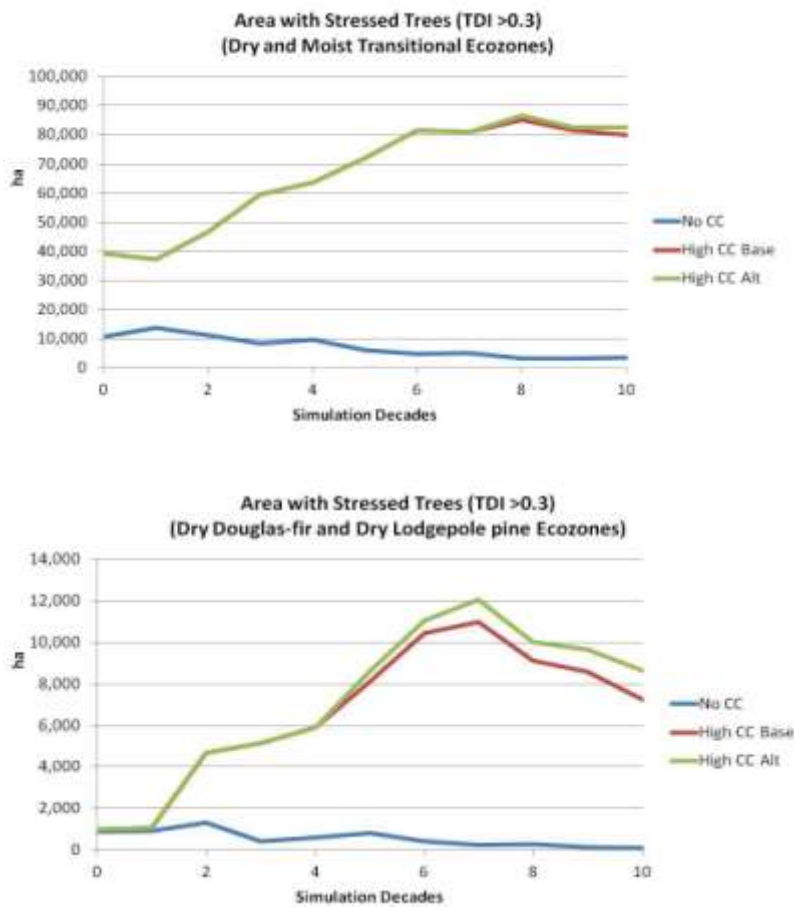 Area with Stressed Trees (TDI >0.3)
(Dry and Moist Transitional Ecozones)
100,000
90,000
80,000
70,000
60,000
50,000
40,000
30,000
20,000
10,000
0
ha
0 2 4 6 8 10
Simulation Decades
No CC
High CC Base
High CC Alt
Area with Stressed Trees (TDI >0.3)
(Dry Douglas-fir and Dry Lodgepole pine Ecozones)
14,000
12,000
10,000
8,000
6,000
4,000
2,000
0
ha
0 2 4 6 8 10
Simulation Decades
No CC
High CC Base
High CC Alt